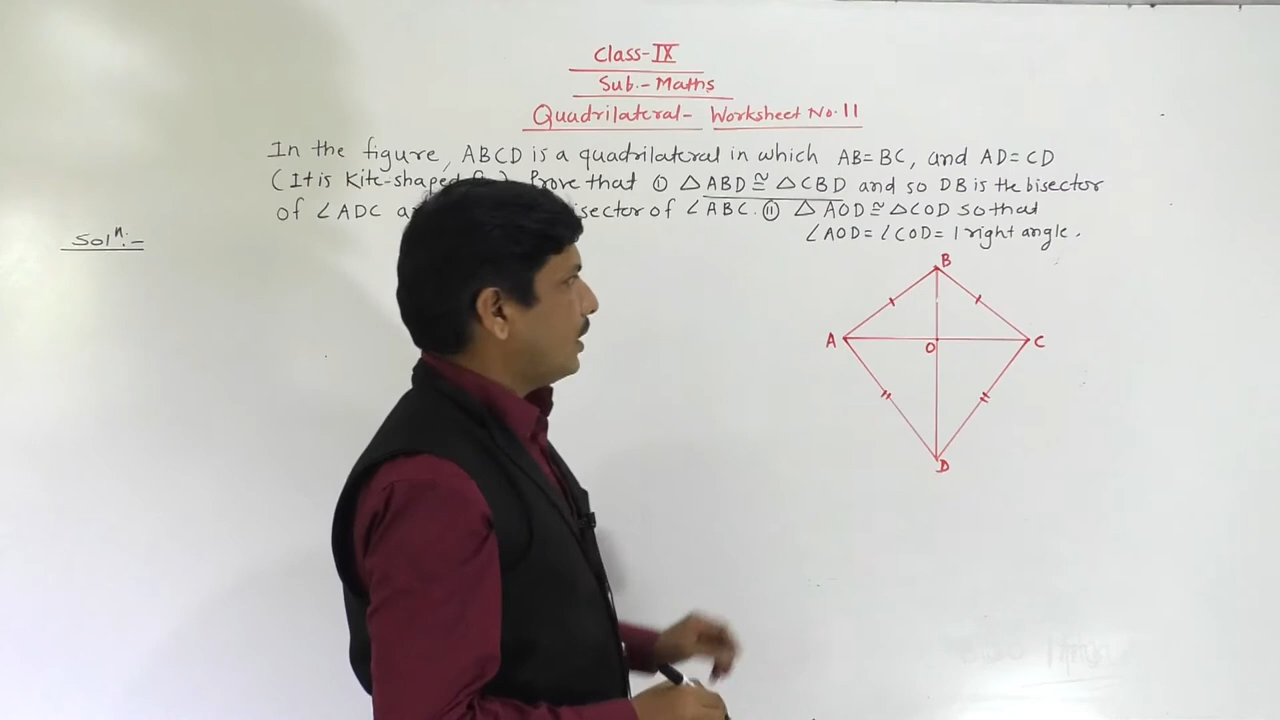 Class-IX
Sub.- Maths
Quadrilateral- Worksheet No. 11
In the figure, ABCD is a quadrilateral in which AB=BC, and AD=CD
(It is Kite-shaped Prove that (i) △ABD ≅ △CBD and so DB is the bisector
of ∠ADC of ∠ABC. (ii) △AOD ≅ △COD so that
∠AOD = ∠COD = 1 right angle.
Solⁿ:-
B
A
O
C
D